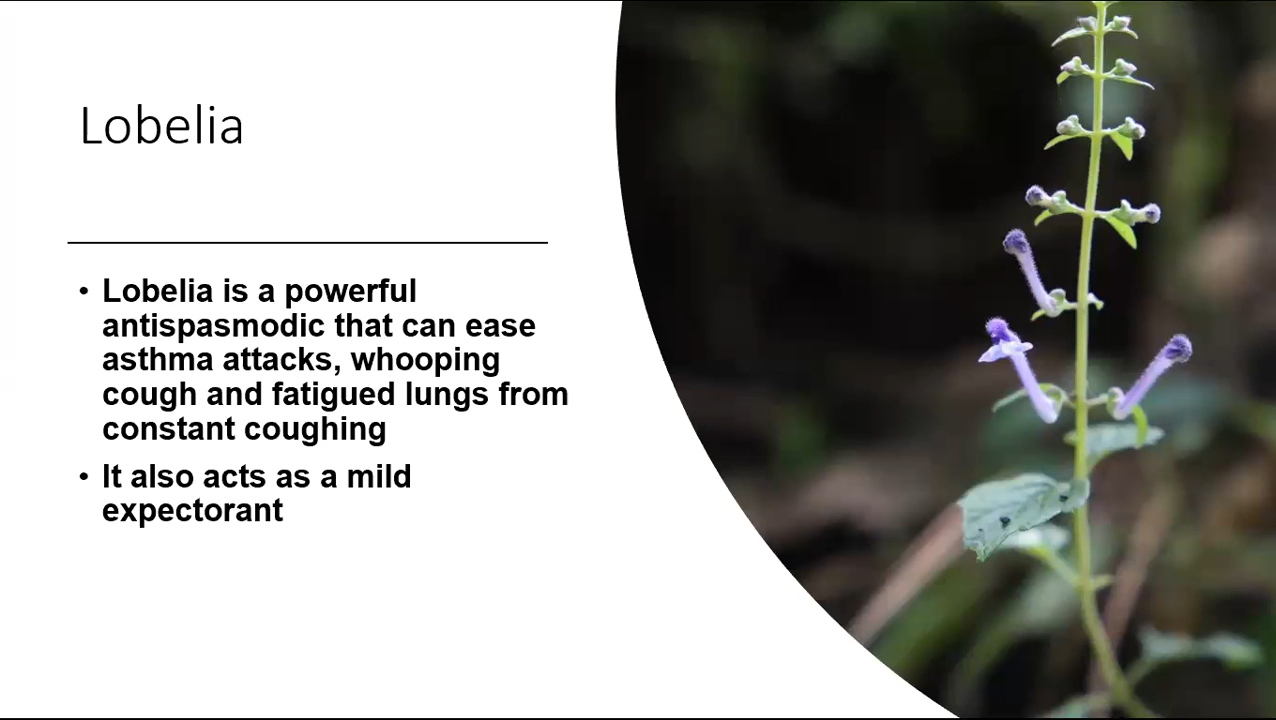 Lobelia
• Lobelia is a powerful
antispasmodic that can ease
asthma attacks, whooping
cough and fatigued lungs from
constant coughing
• It also acts as a mild
expectorant